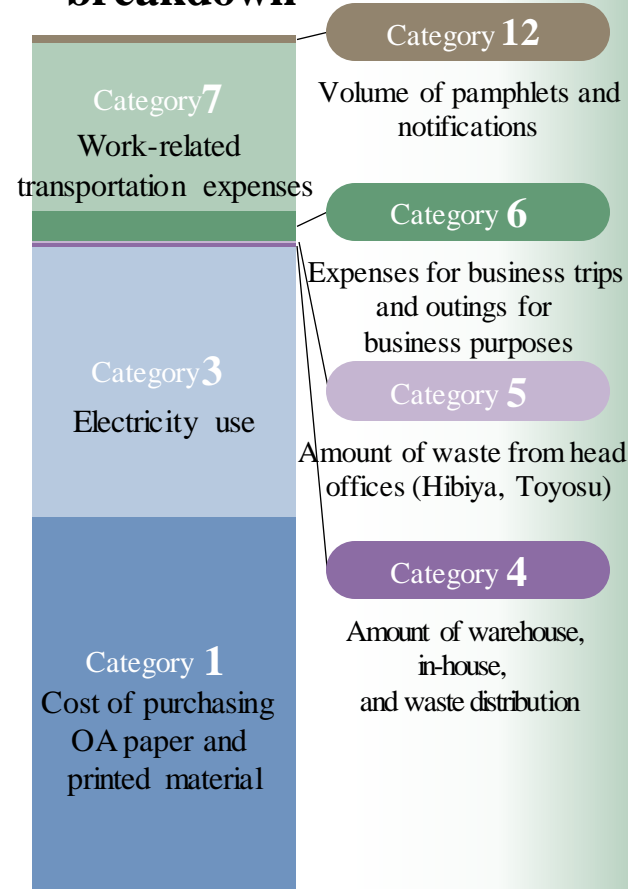 breakdown
Category 12
Volume of pamphlets and
notifications
Category 7
Work-related
transportation expenses
Category 6
Expenses for business trips
and outings for
business purposes
Category 3
Electricity use
Category 5
Amount of waste from head
offices (Hibiya, Toyosu)
Category 4
Amount of warehouse,
in-house,
and waste distribution
Category 1
Cost of purchasing
OA paper and
printed material